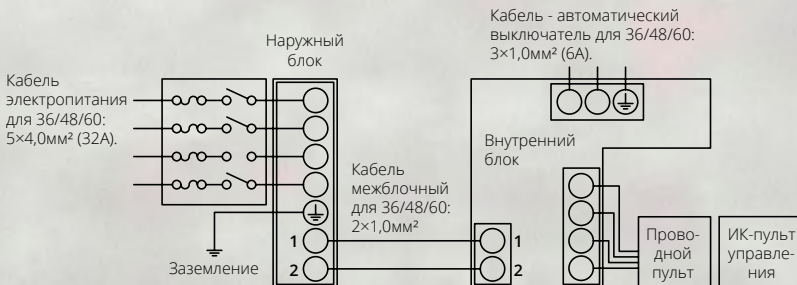 Кабель - автоматический
выключатель для 36/48/60:
3×1,0мм² (6А).
Наружный
блок
Кабель
электропитания
для 36/48/60:
5×4,0мм² (32А).
Внутренний
блок
Кабель
межблочный
для 36/48/60:
2×1,0мм²
1
2
1
2
Заземление
Прово-
дной
пульт
ИК-пульт
управле-
ния